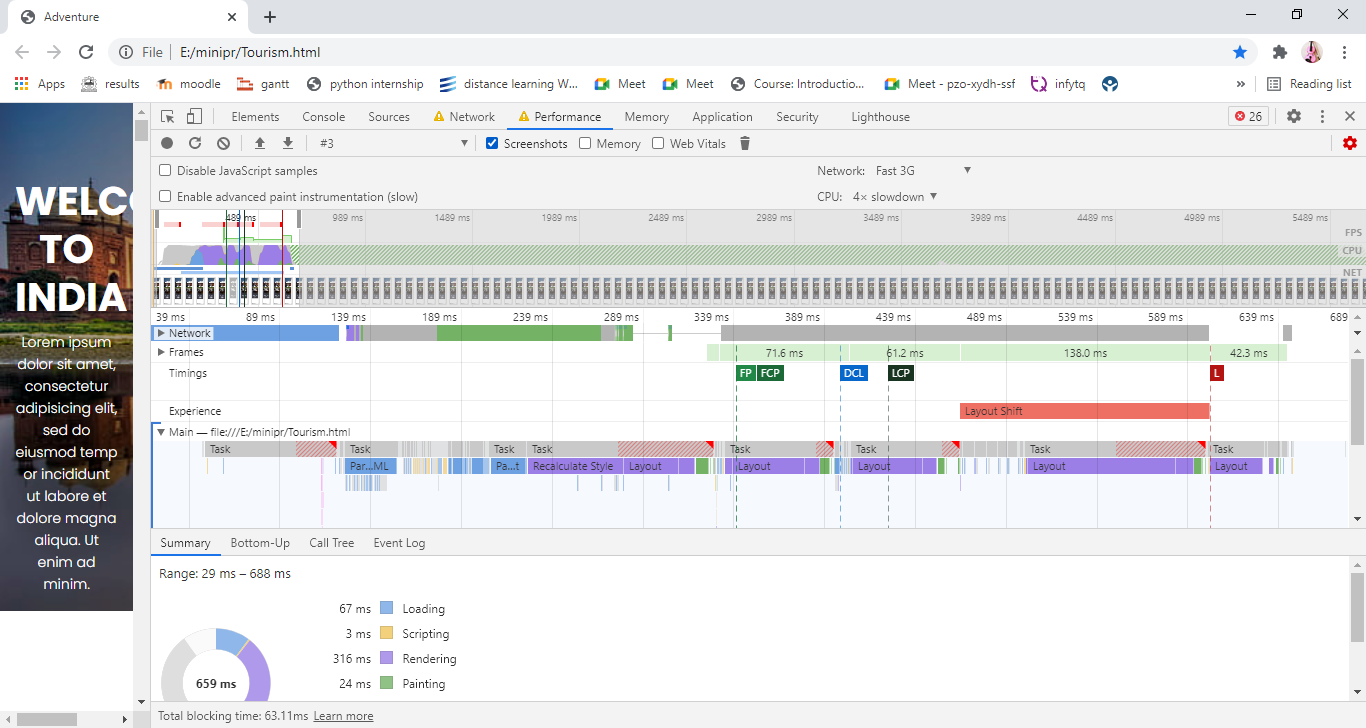 Adventure
File E:/minipr/Tourism.html
Apps results moodle gantt python internship distance learning W... Meet Meet Course: Introductio... Meet - pzo-xydh-ssf infytq » Reading list
Elements Console Sources Network Performance Memory Application Security Lighthouse 26
#3 Screenshots Memory Web Vitals
Disable JavaScript samples Network: Fast 3G
Enable advanced paint instrumentation (slow) CPU: 4× slowdown
489 ms 989 ms 1489 ms 1989 ms 2489 ms 2989 ms 3489 ms 3989 ms 4489 ms 4989 ms 5489 ms
FPS
CPU
NET
39 ms 89 ms 139 ms 189 ms 239 ms 289 ms 339 ms 389 ms 439 ms 489 ms 539 ms 589 ms 639 ms 689
Network
Frames 71.6 ms 61.2 ms 138.0 ms 42.3 ms
Timings FP FCP DCL LCP L
Experience Layout Shift
Main — file:///E:/minipr/Tourism.html
Task Task Task Task Task Task Task Task
Par...ML Pa...t Recalculate Style Layout Layout Layout Layout Layout
Summary Bottom-Up Call Tree Event Log
Range: 29 ms – 688 ms
67 ms Loading
3 ms Scripting
316 ms Rendering
24 ms Painting
659 ms
Total blocking time: 63.11ms Learn more
WELCO
TO
INDIA
Lorem ipsum
dolor sit amet,
consectetur
adipisicing elit,
sed do
eiusmod temp
or incididunt
ut labore et
dolore magna
aliqua. Ut
enim ad
minim.